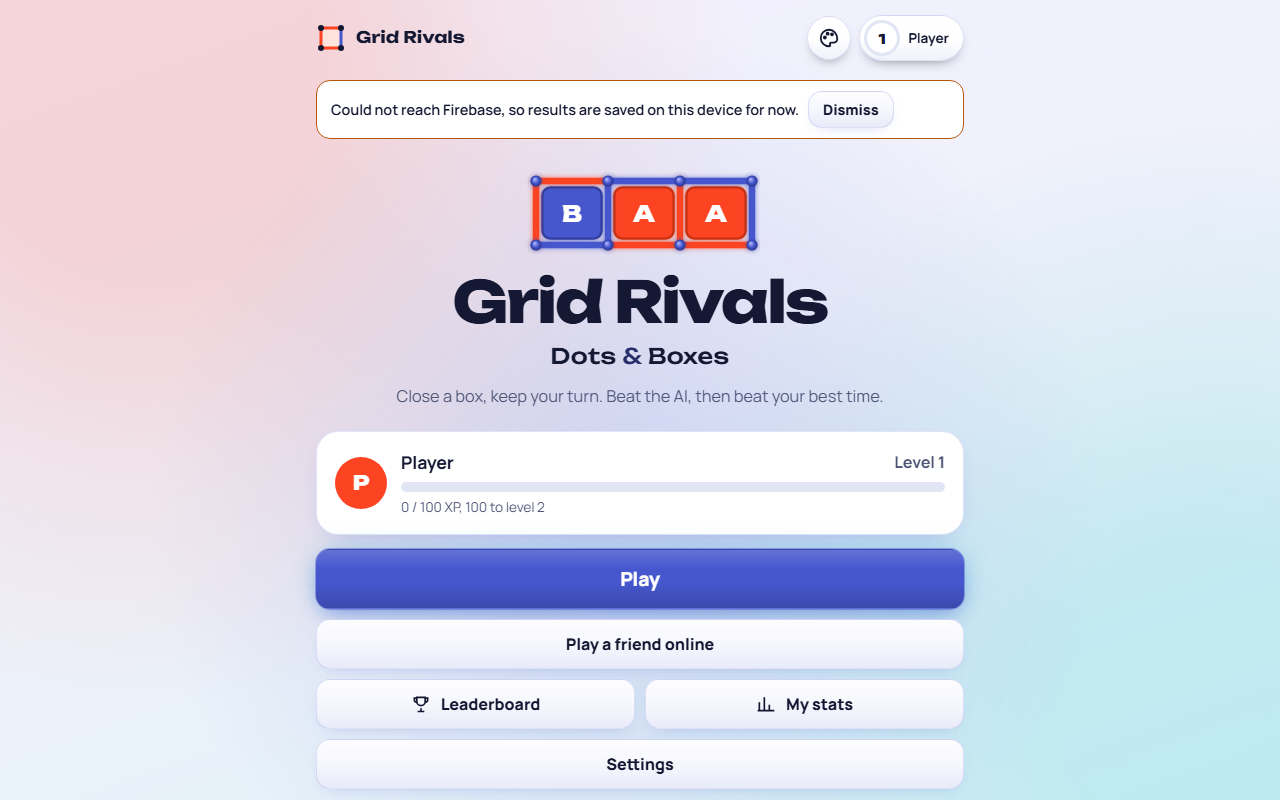 Grid Rivals
1 Player
Could not reach Firebase, so results are saved on this device for now. Dismiss
B A A
Grid Rivals
Dots & Boxes
Close a box, keep your turn. Beat the AI, then beat your best time.
P
Player Level 1
0 / 100 XP, 100 to level 2
Play
Play a friend online
Leaderboard My stats
Settings